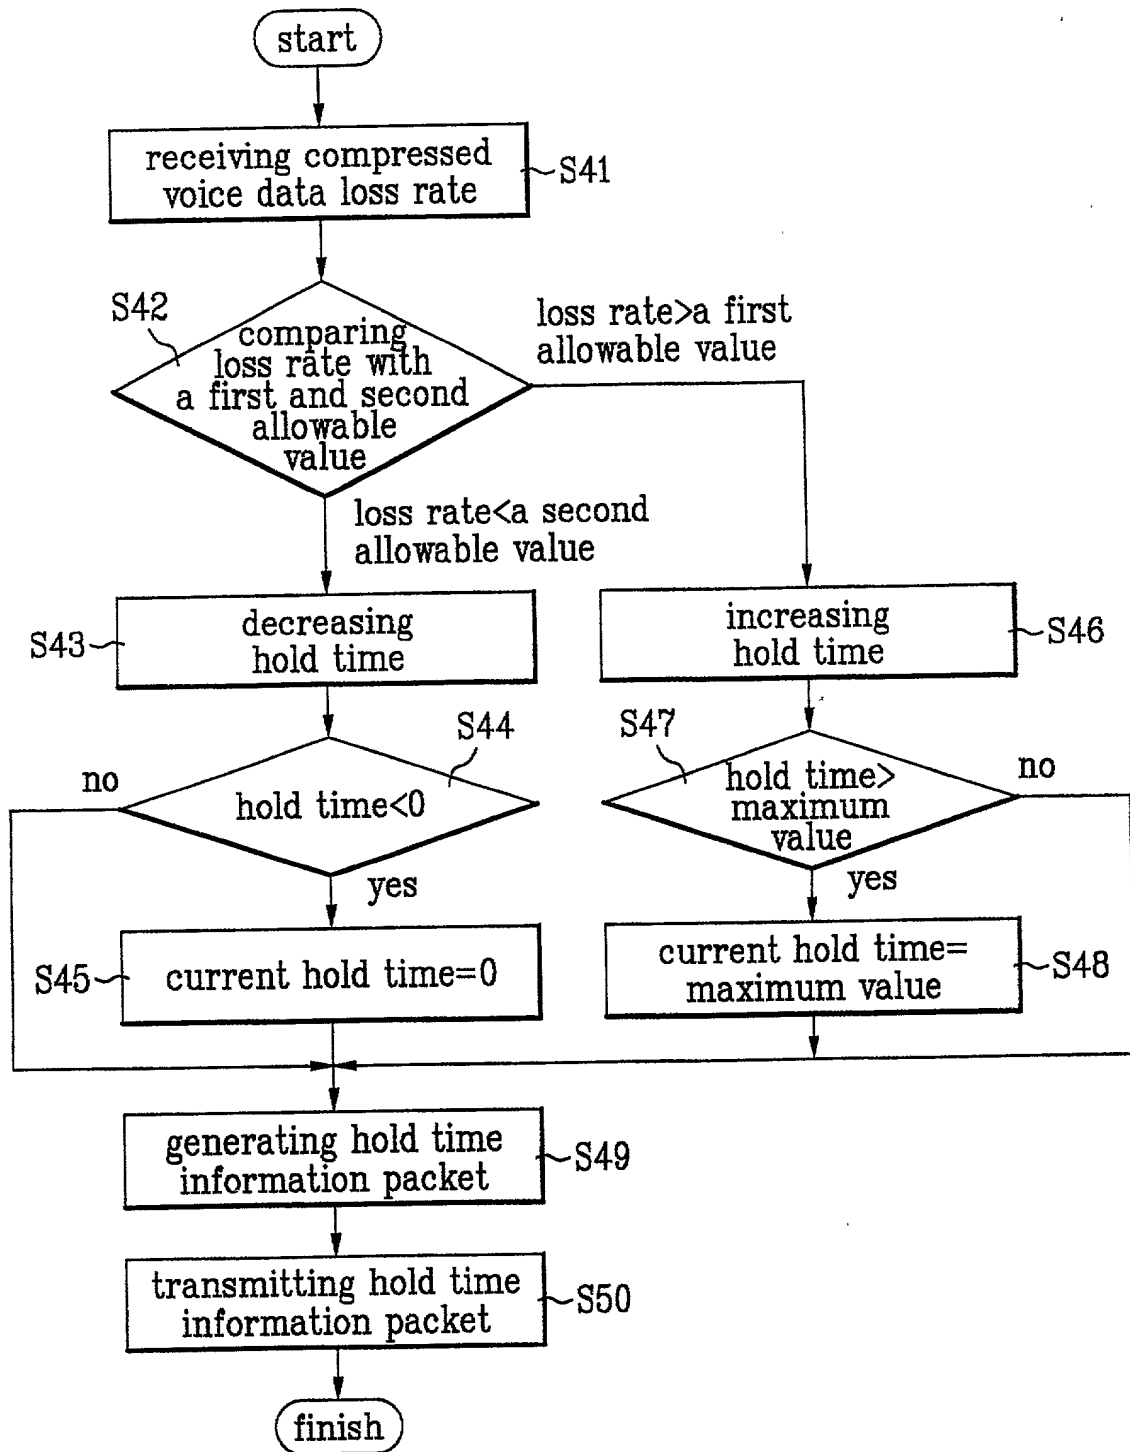 start
receiving compressed
voice data loss rate
S41
S42
comparing
loss rate with
a first and second
allowable
value
loss rate>a first
allowable value
loss rate<a second
allowable value
S43
decreasing
hold time
increasing
hold time
S46
S44
no
hold time<0
yes
S47
hold time>
maximum
value
no
yes
S45
current hold time=0
current hold time=
maximum value
S48
generating hold time
information packet
S49
transmitting hold time
information packet
S50
finish